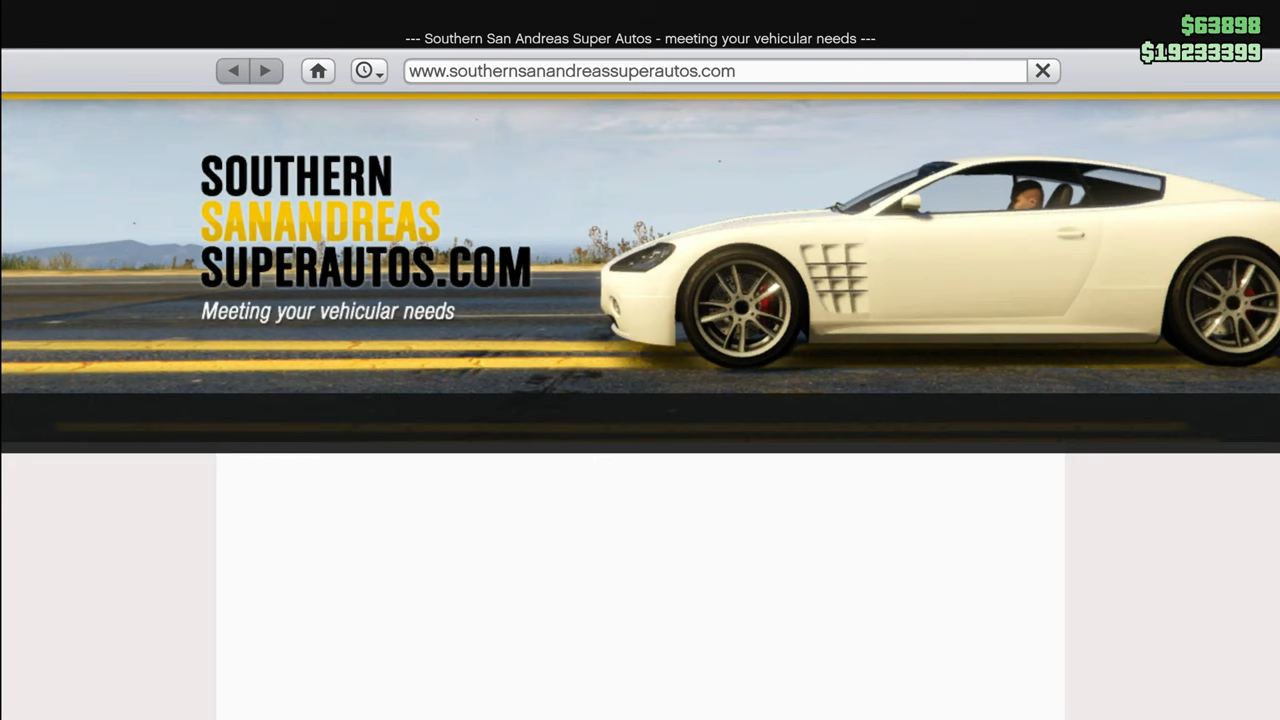 $63898
--- Southern San Andreas Super Autos - meeting your vehicular needs ---
$19233399
www.southernsanandreassuperautos.com
SOUTHERN
SANANDREAS
SUPERAUTOS.COM
Meeting your vehicular needs